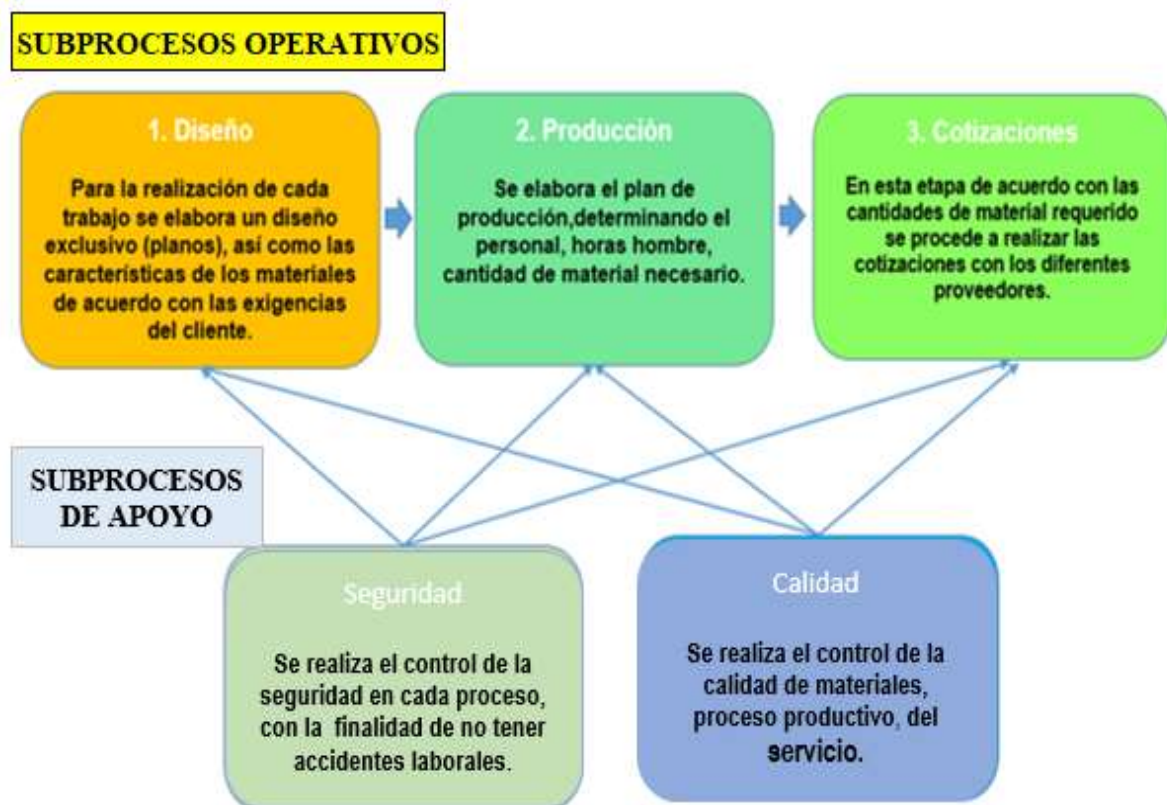 SUBPROCESOS OPERATIVOS
1. Diseño
Para la realización de cada
trabajo se elabora un diseño
exclusivo (planos), así como las
características de los materiales
de acuerdo con las exigencias
del cliente.
2. Producción
Se elabora el plan de
producción,determinando el
personal, horas hombre,
cantidad de material necesario.
3. Cotizaciones
En esta etapa de acuerdo con las
cantidades de material requerido
se procede a realizar las
cotizaciones con los diferentes
proveedores.
SUBPROCESOS
DE APOYO
Seguridad
Se realiza el control de la
seguridad en cada proceso,
con la finalidad de no tener
accidentes laborales.
Calidad
Se realiza el control de la
calidad de materiales,
proceso productivo, del
servicio.